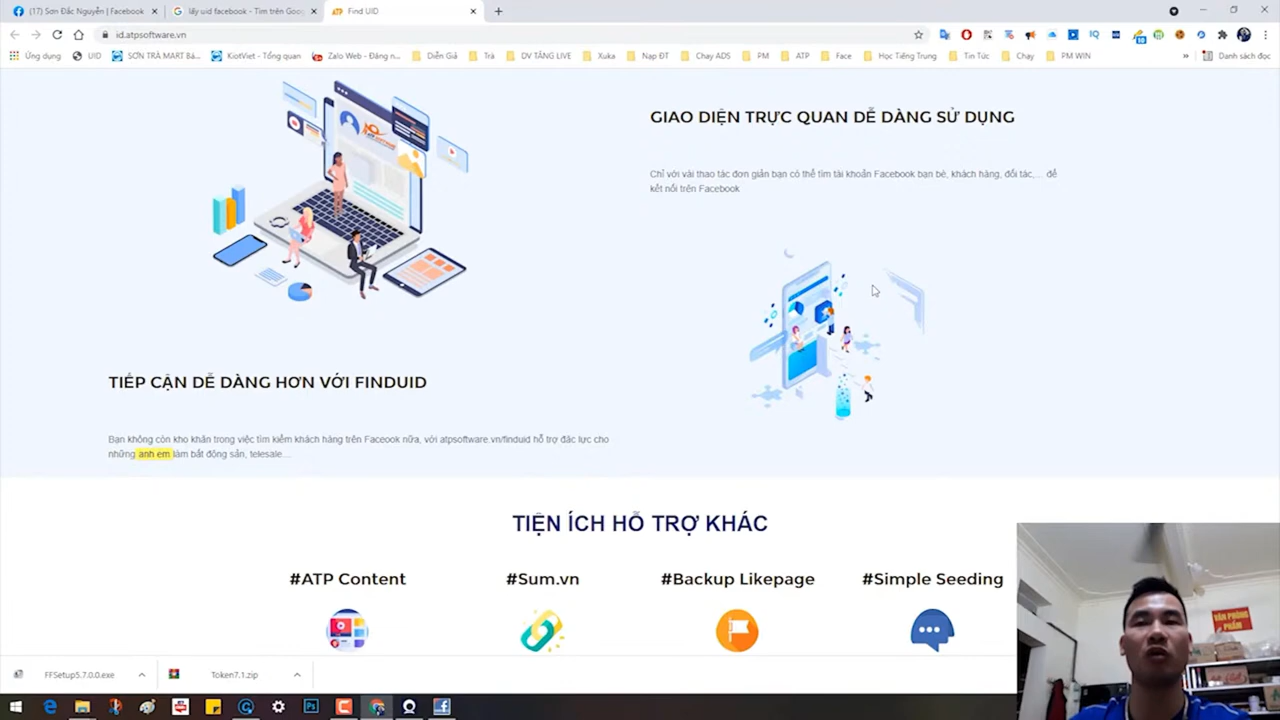 (17) Sơn Đắc Nguyễn | Facebook
lấy uid facebook - Tìm trên Goog
Find UID
id.atpsoftware.vn
Ứng dụng
UID
SƠN TRÀ MART Bá...
KiotViet - Tổng quan
Zalo Web - Đăng n...
Diễn Giả
Trà
DV TĂNG LIVE
Xuka
Nạp ĐT
Chạy ADS
PM
ATP
Face
Học Tiếng Trung
Tin Tức
Chạy
PM WIN
Danh sách đọc
GIAO DIỆN TRỰC QUAN DỄ DÀNG SỬ DỤNG
Chỉ với vài thao tác đơn giản bạn có thể tìm tài khoản Facebook bạn bè, khách hàng, đối tác,... để
kết nối trên Facebook
TIẾP CẬN DỄ DÀNG HƠN VỚI FINDUID
Bạn không còn khó khăn trong việc tìm kiếm khách hàng trên Faceook nữa, với atpsoftware.vn/finduid hỗ trợ đắc lực cho
những anh em làm bất động sản, telesale...
TIỆN ÍCH HỖ TRỢ KHÁC
#ATP Content
#Sum.vn
#Backup Likepage
#Simple Seeding
VĂN PHÒNG
PHẨM
FFSetup5.7.0.0.exe
Token7.1.zip